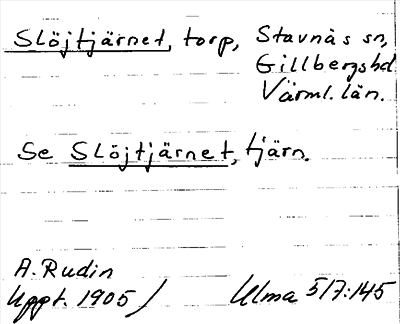 Slöjtjärnet, torp, Stavnäs sn,
Gillbergs hd
Värml. län.
Se Slöjtjärnet, tjärn.
A. Rudin
Uppt. 1905
Ulma 517:145